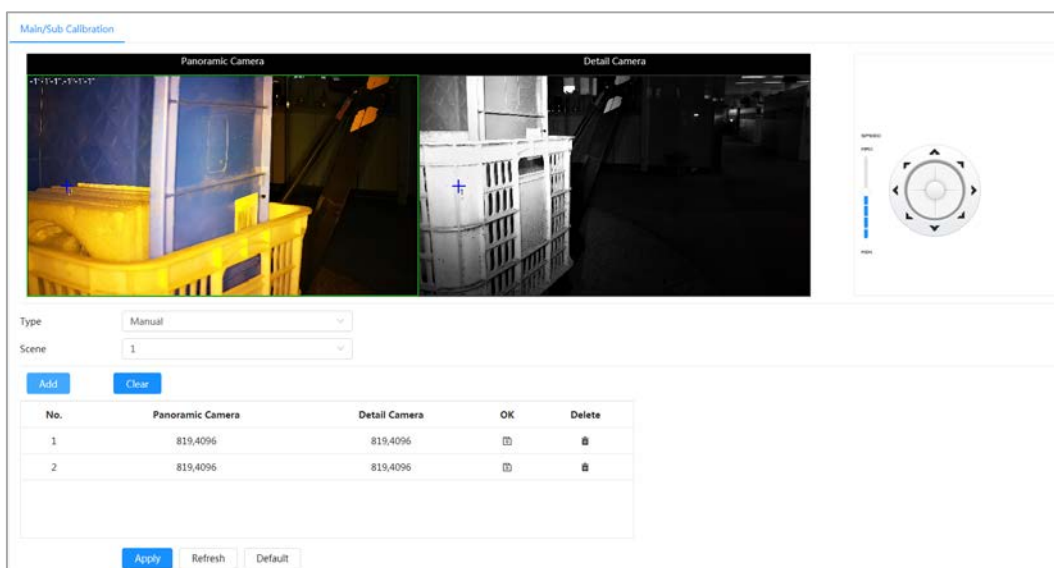 Main/Sub Calibration
Panoramic Camera Detail Camera
SPEED
Type Manual
Scene 1
Add Clear
No. Panoramic Camera Detail Camera OK Delete
1 819,4096 819,4096
2 819,4096 819,4096
Apply Refresh Default